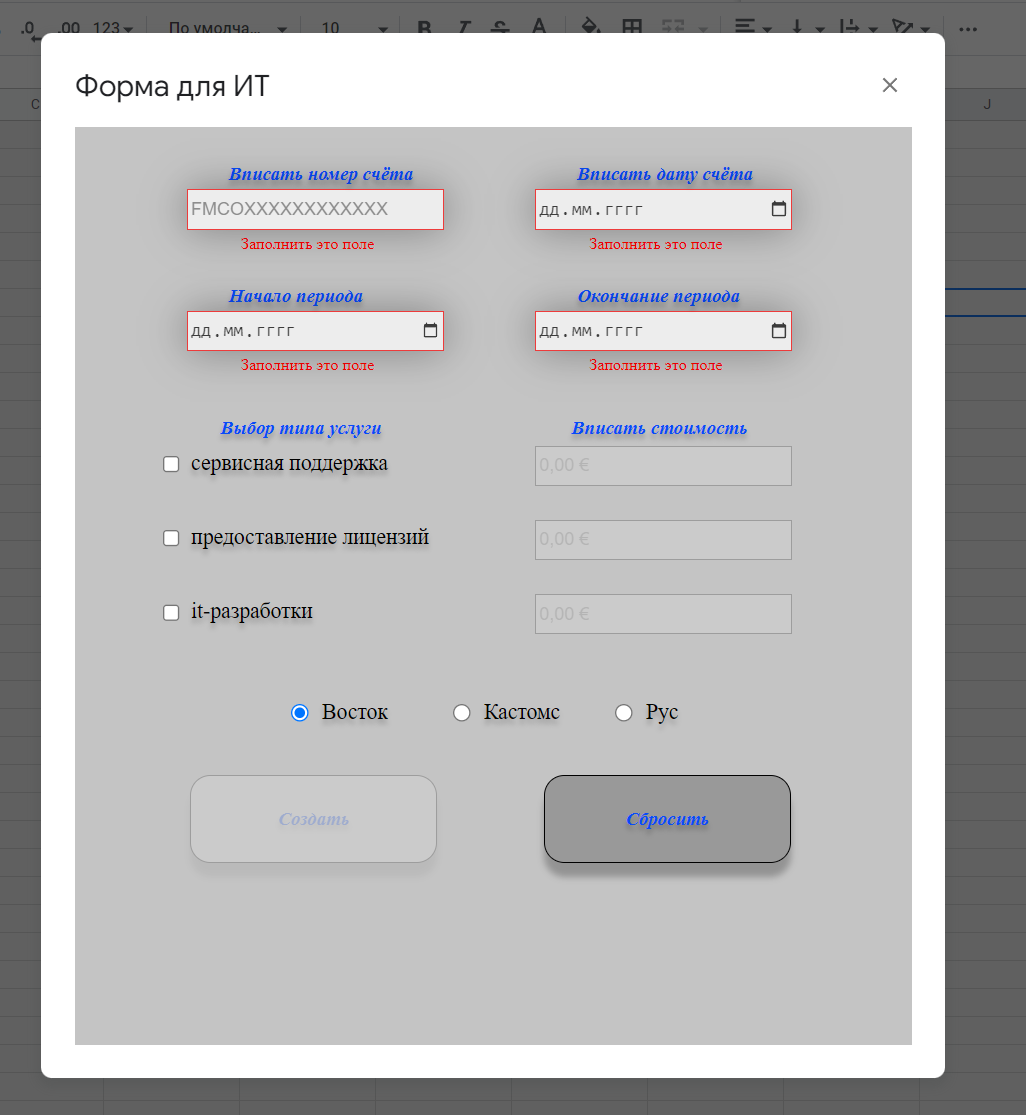 .0 .00 123 По умолча... 10 B I S A
C J
Форма для ИТ
Вписать номер счёта Вписать дату счёта
FMCOXXXXXXXXXXXX дд.мм.гггг
Заполнить это поле Заполнить это поле
Начало периода Окончание периода
дд.мм.гггг дд.мм.гггг
Заполнить это поле Заполнить это поле
Выбор типа услуги Вписать стоимость
сервисная поддержка 0,00 €
предоставление лицензий 0,00 €
it-разработки 0,00 €
Восток Кастомс Рус
Создать Сбросить